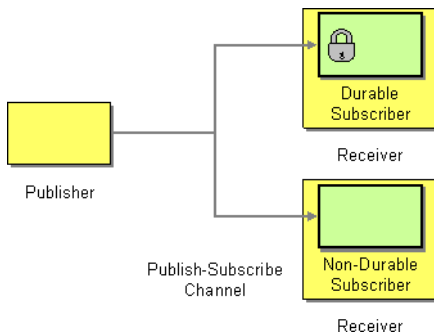 Durable
Subscriber
Receiver
Publisher
Publish-Subscribe
Channel
Non-Durable
Subscriber
Receiver